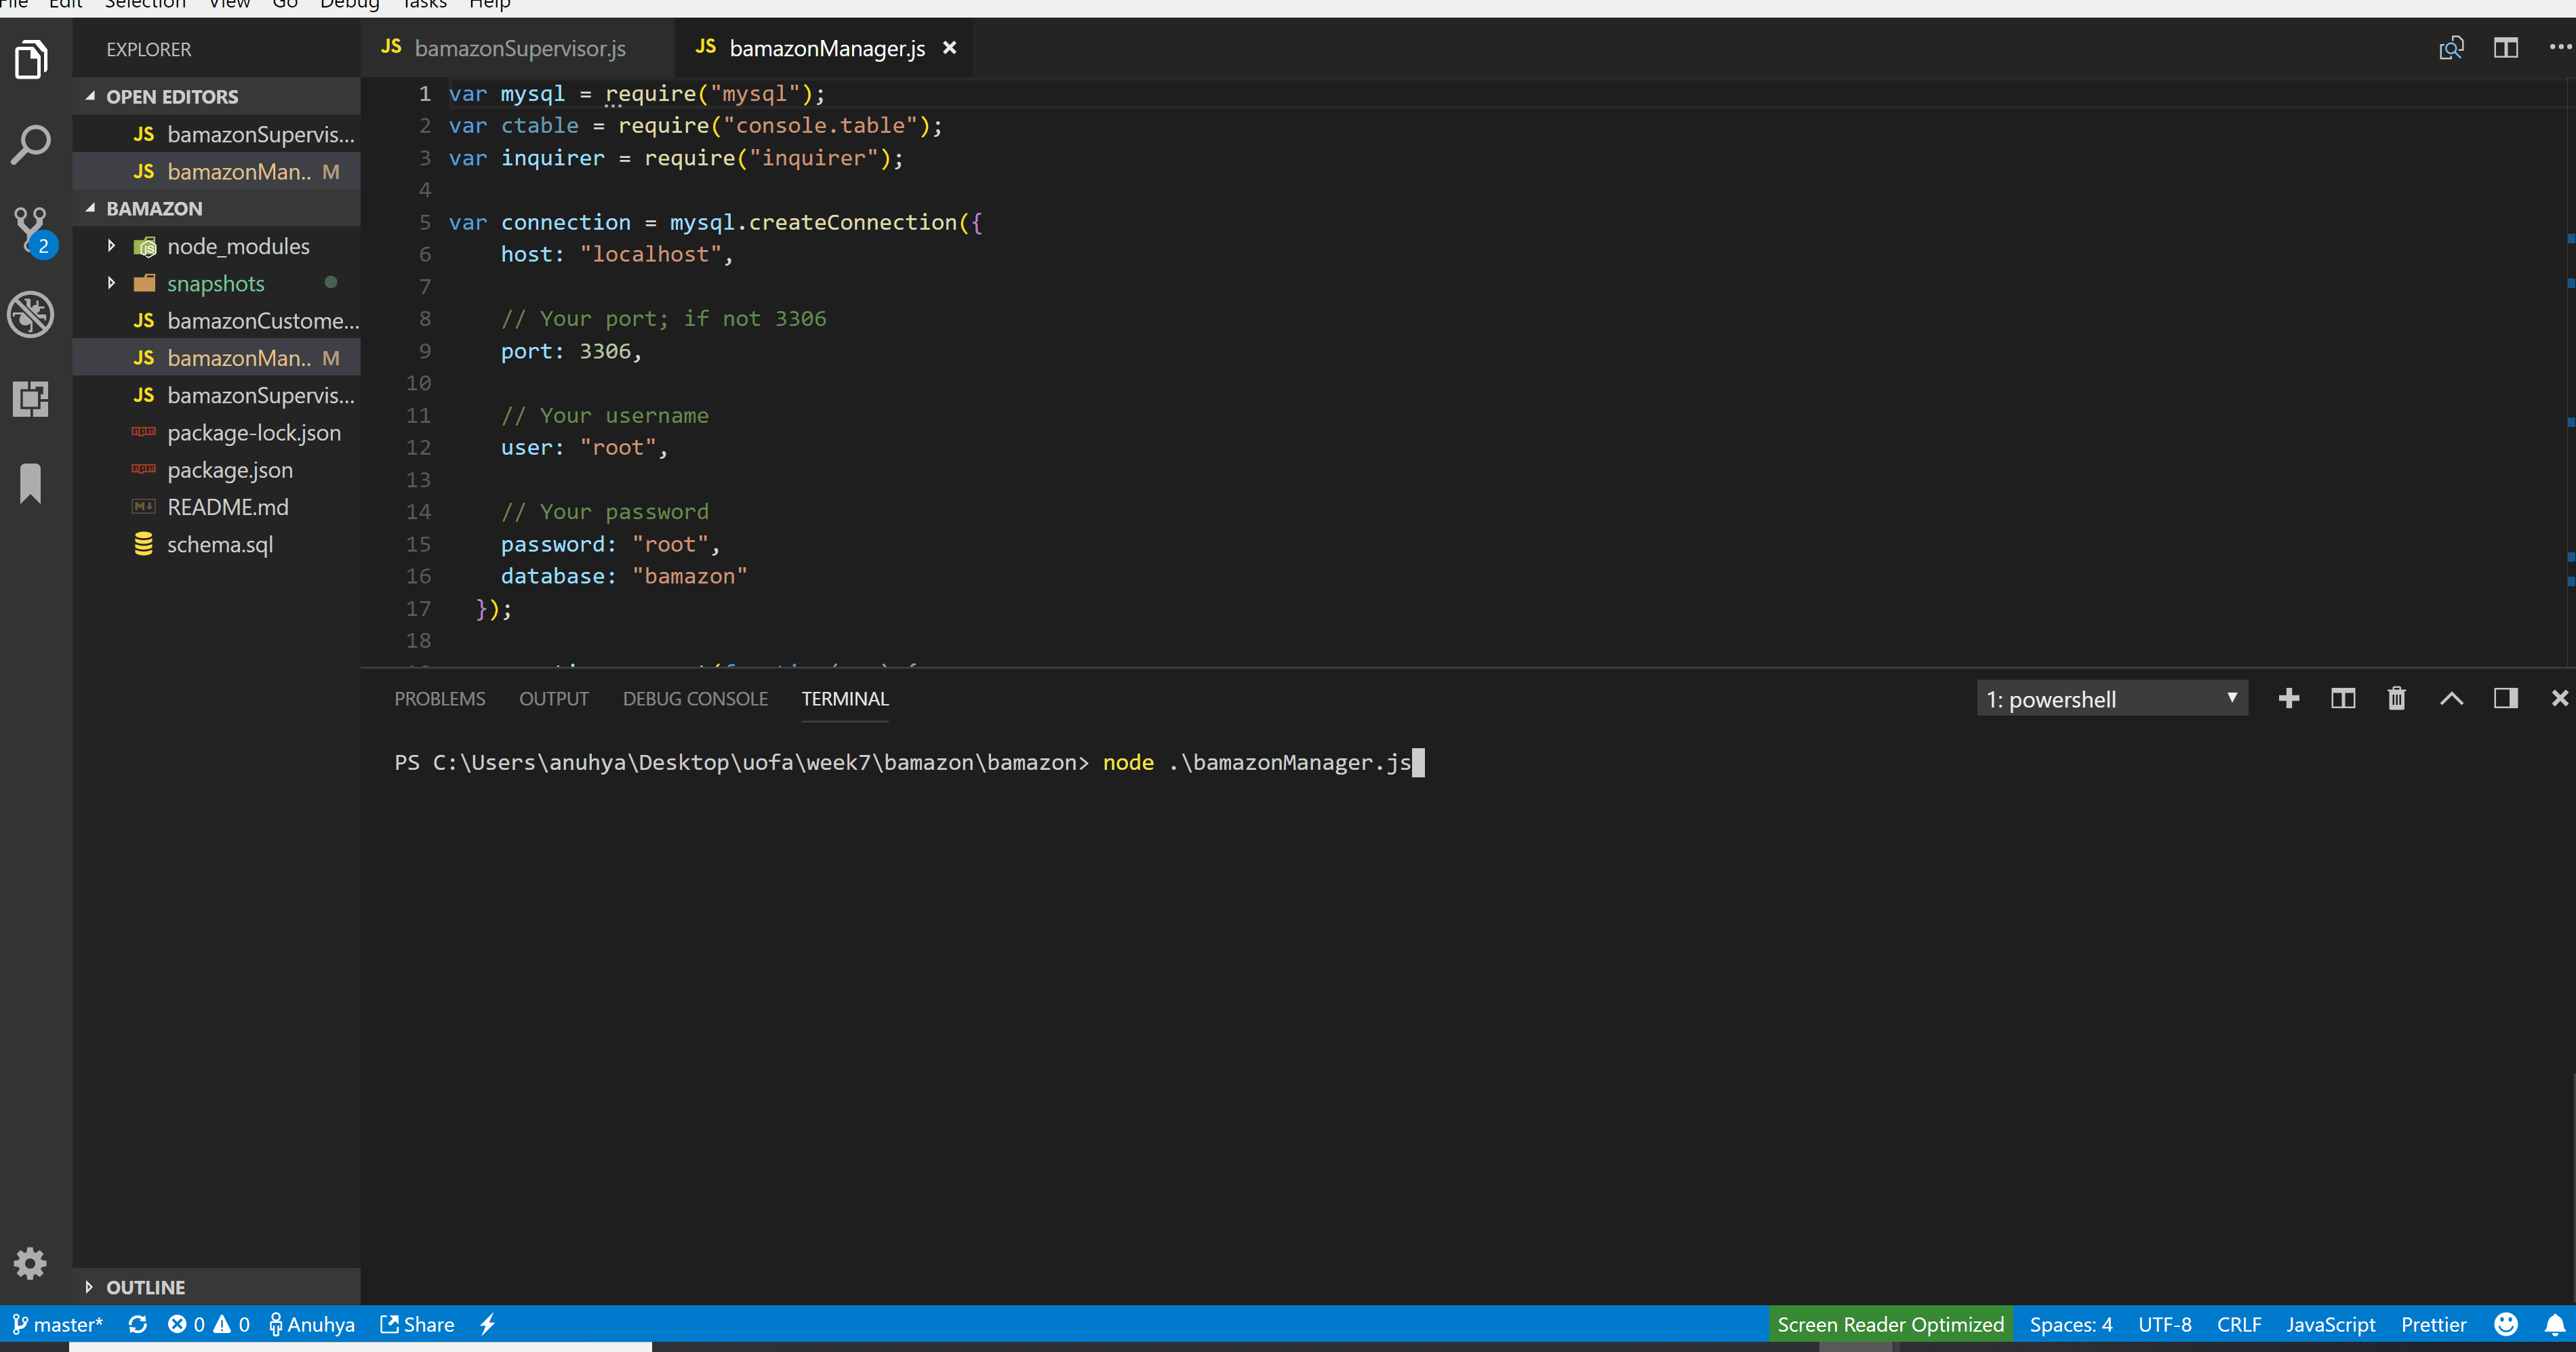 File Edit Selection View Go Debug Tasks Help
EXPLORER
OPEN EDITORS
JS bamazonSupervis...
JS bamazonMan.. M
BAMAZON
node_modules
snapshots
JS bamazonCustome...
JS bamazonMan.. M
JS bamazonSupervis...
package-lock.json
package.json
README.md
schema.sql
OUTLINE
2
JS bamazonSupervisor.js
JS bamazonManager.js
1 var mysql = require("mysql");
2 var ctable = require("console.table");
3 var inquirer = require("inquirer");
4
5 var connection = mysql.createConnection({
6 host: "localhost",
7
8 // Your port; if not 3306
9 port: 3306,
10
11 // Your username
12 user: "root",
13
14 // Your password
15 password: "root",
16 database: "bamazon"
17 });
18
PROBLEMS OUTPUT DEBUG CONSOLE TERMINAL
1: powershell
PS C:\Users\anuhya\Desktop\uofa\week7\bamazon\bamazon> node .\bamazonManager.js
master* 0 0 Anuhya Share
Screen Reader Optimized Spaces: 4 UTF-8 CRLF JavaScript Prettier